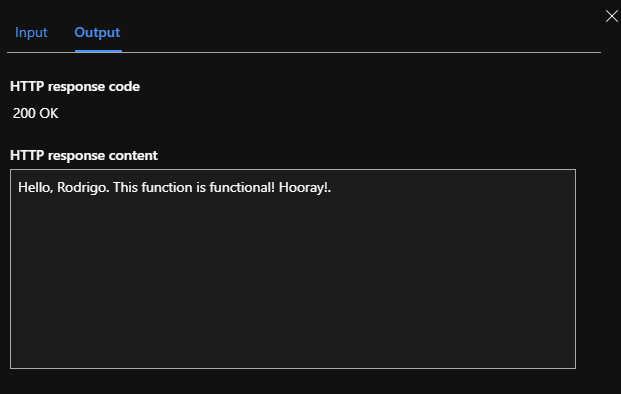 Input Output
HTTP response code
200 OK
HTTP response content
Hello, Rodrigo. This function is functional! Hooray!.